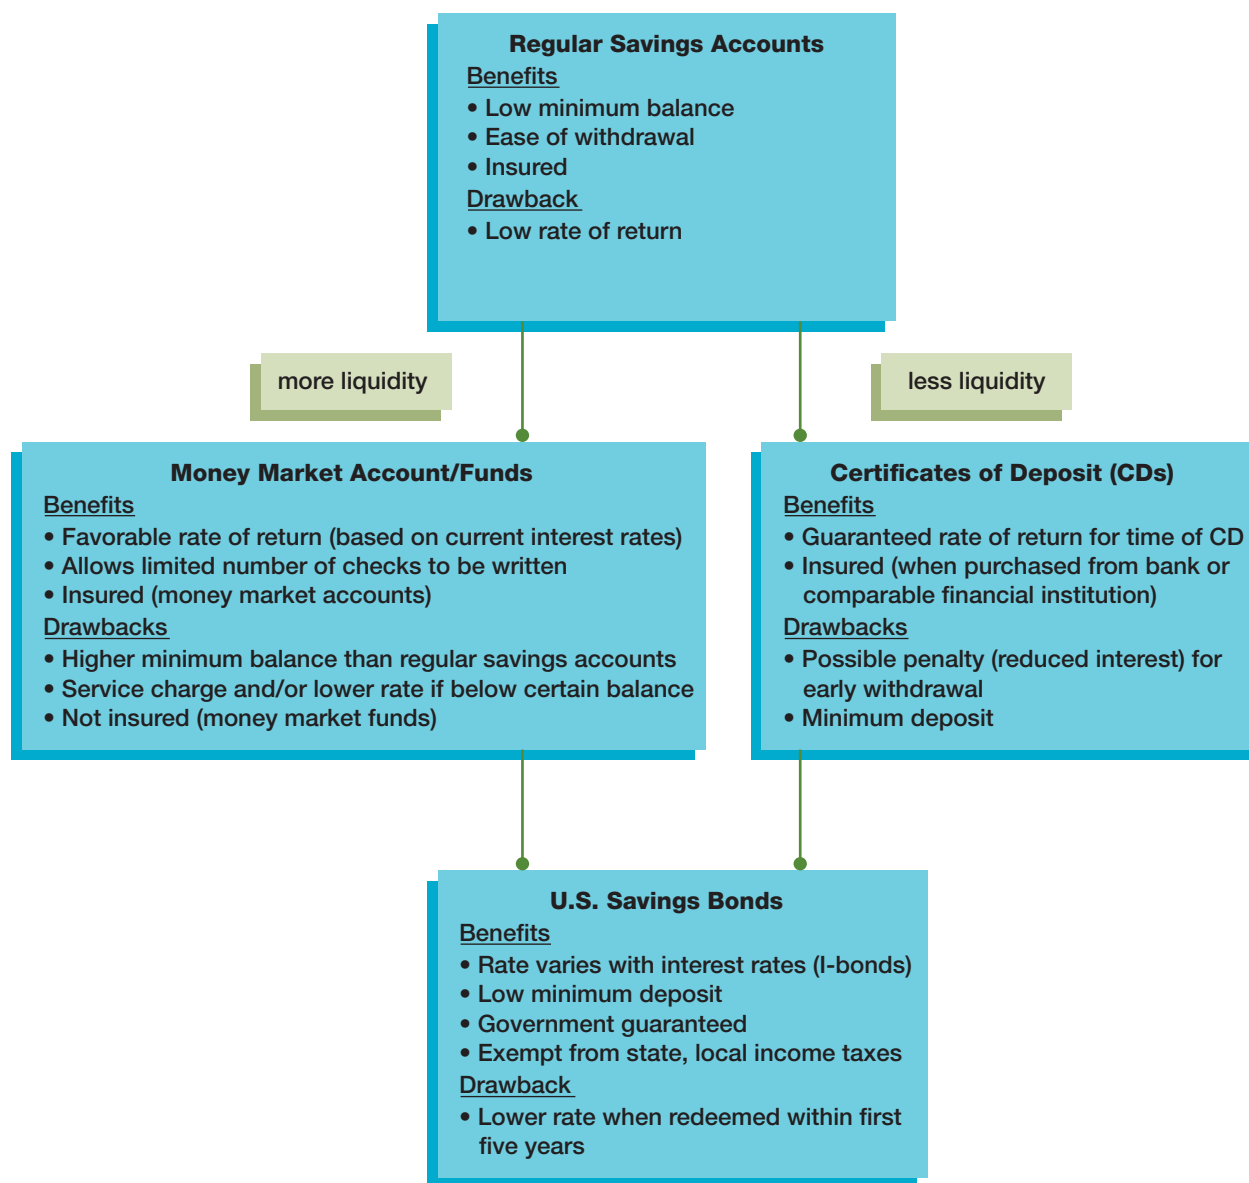 Regular Savings Accounts
Benefits
• Low minimum balance
• Ease of withdrawal
• Insured
Drawback
• Low rate of return
more liquidity
less liquidity
Money Market Account/Funds
Benefits
• Favorable rate of return (based on current interest rates)
• Allows limited number of checks to be written
• Insured (money market accounts)
Drawbacks
• Higher minimum balance than regular savings accounts
• Service charge and/or lower rate if below certain balance
• Not insured (money market funds)
Certificates of Deposit (CDs)
Benefits
• Guaranteed rate of return for time of CD
• Insured (when purchased from bank or
comparable financial institution)
Drawbacks
• Possible penalty (reduced interest) for
early withdrawal
• Minimum deposit
U.S. Savings Bonds
Benefits
• Rate varies with interest rates (I-bonds)
• Low minimum deposit
• Government guaranteed
• Exempt from state, local income taxes
Drawback
• Lower rate when redeemed within first
five years